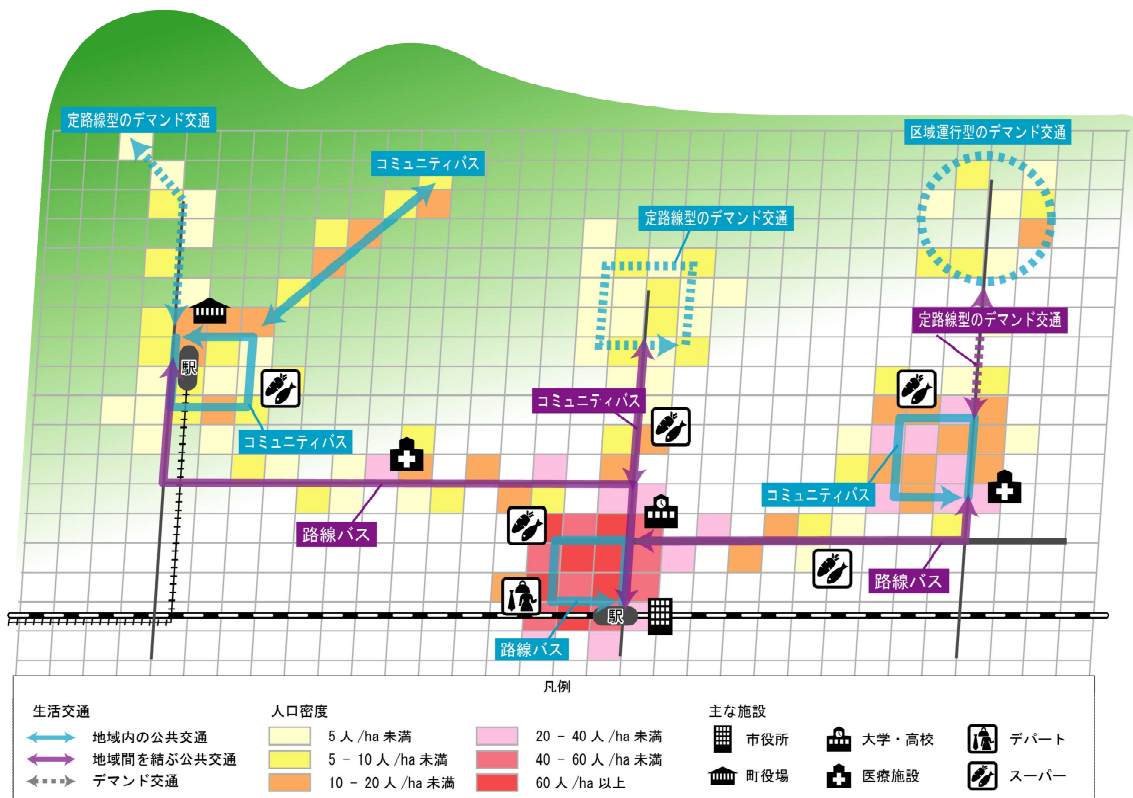 定路線型のデマンド交通
コミュニティバス
区域運行型のデマンド交通
定路線型のデマンド交通
定路線型のデマンド交通
駅
コミュニティバス
コミュニティバス
コミュニティバス
路線バス
路線バス
駅
路線バス
凡例
生活交通
地域内の公共交通
地域間を結ぶ公共交通
デマンド交通
人口密度
5人/ha未満
5－10人/ha未満
10－20人/ha未満
20－40人/ha未満
40－60人/ha未満
60人/ha以上
主な施設
市役所
町役場
大学・高校
医療施設
デパート
スーパー